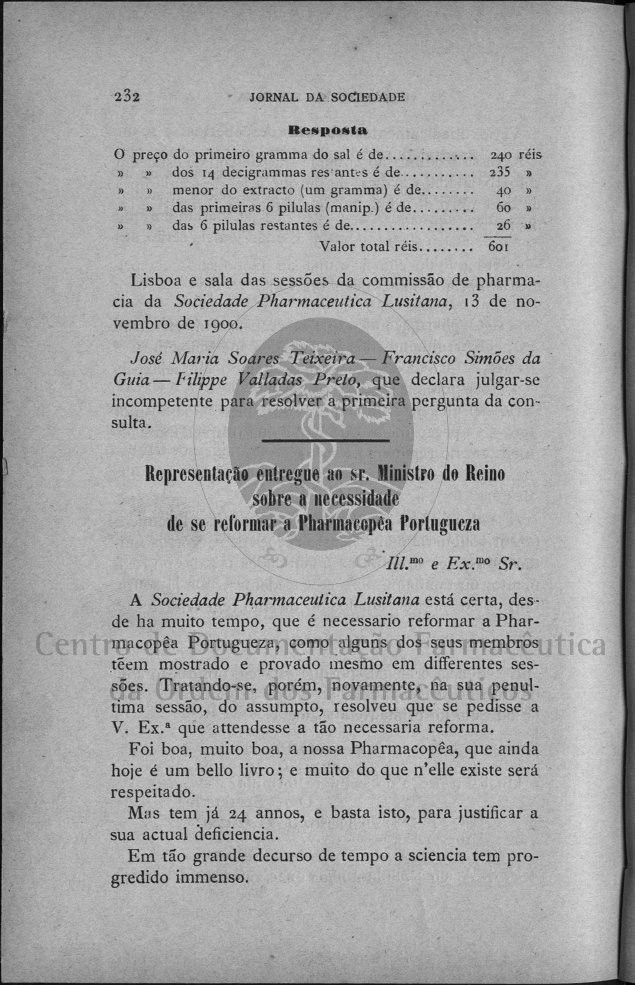 232 JORNAL DA SOCIEDADE
Resposta
O preço do primeiro gramma do sal é de............. 240 réis
» » dos 14 decigrammas restantes é de........... 235 »
» » menor do extracto (um gramma) é de........ 40 »
» » das primeiras 6 pilulas (manip.) é de......... 60 »
» » das 6 pilulas restantes é de.................. 26 »
Valor total réis........ 601
Lisboa e sala das sessões da commissão de pharma-
cia da Sociedade Pharmaceutica Lusitana, 13 de no-
vembro de 1900.
José Maria Soares Teixeira — Francisco Simões da
Guia — Filippe Valladas Preto, que declara julgar-se
incompetente para resolver a primeira pergunta da con-
sulta.
Representação entregue ao sr. Ministro do Reino
sobre a necessidade
de se reformar a Pharmacopêa Portugueza
Ill.mo e Ex.mo Sr.
A Sociedade Pharmaceutica Lusitana está certa, des-
de ha muito tempo, que é necessario reformar a Phar-
macopêa Portugueza, como alguns dos seus membros
têem mostrado e provado mesmo em differentes ses-
sões. Tratando-se, porém, novamente, na sua penul-
tima sessão, do assumpto, resolveu que se pedisse a
V. Ex.ª que attendesse a tão necessaria reforma.
Foi boa, muito boa, a nossa Pharmacopêa, que ainda
hoje é um bello livro; e muito do que n'elle existe será
respeitado.
Mas tem já 24 annos, e basta isto, para justificar a
sua actual deficiencia.
Em tão grande decurso de tempo a sciencia tem pro-
gredido immenso.
Centro de Documentação Farmacêutica
da Ordem dos Farmacêuticos